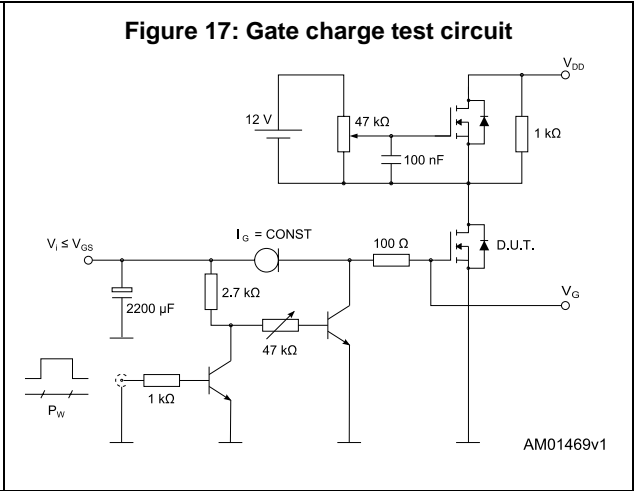 Figure 17: Gate charge test circuit
VDD
12 V
47 kΩ
1 kΩ
100 nF
Vi ≤ VGS
IG = CONST
100 Ω
D.U.T.
2.7 kΩ
VG
2200 μF
47 kΩ
1 kΩ
PW
AM01469v1